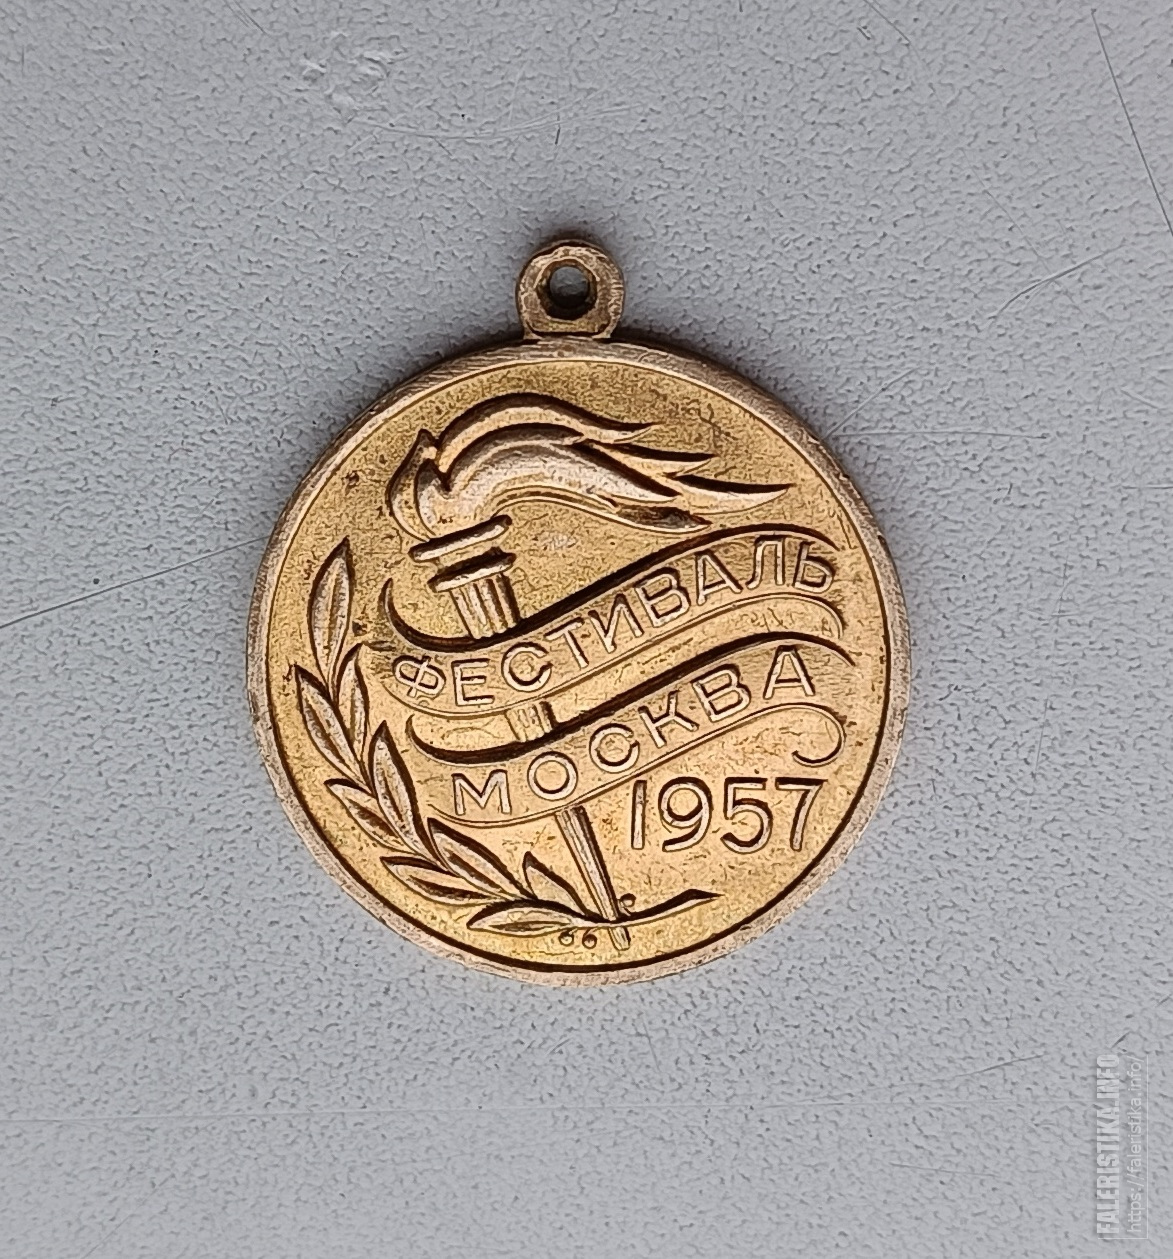 ФЕСТИВАЛЬ
МОСКВА
1957
FALERISTIKA.INFO
https://faleristika.info/